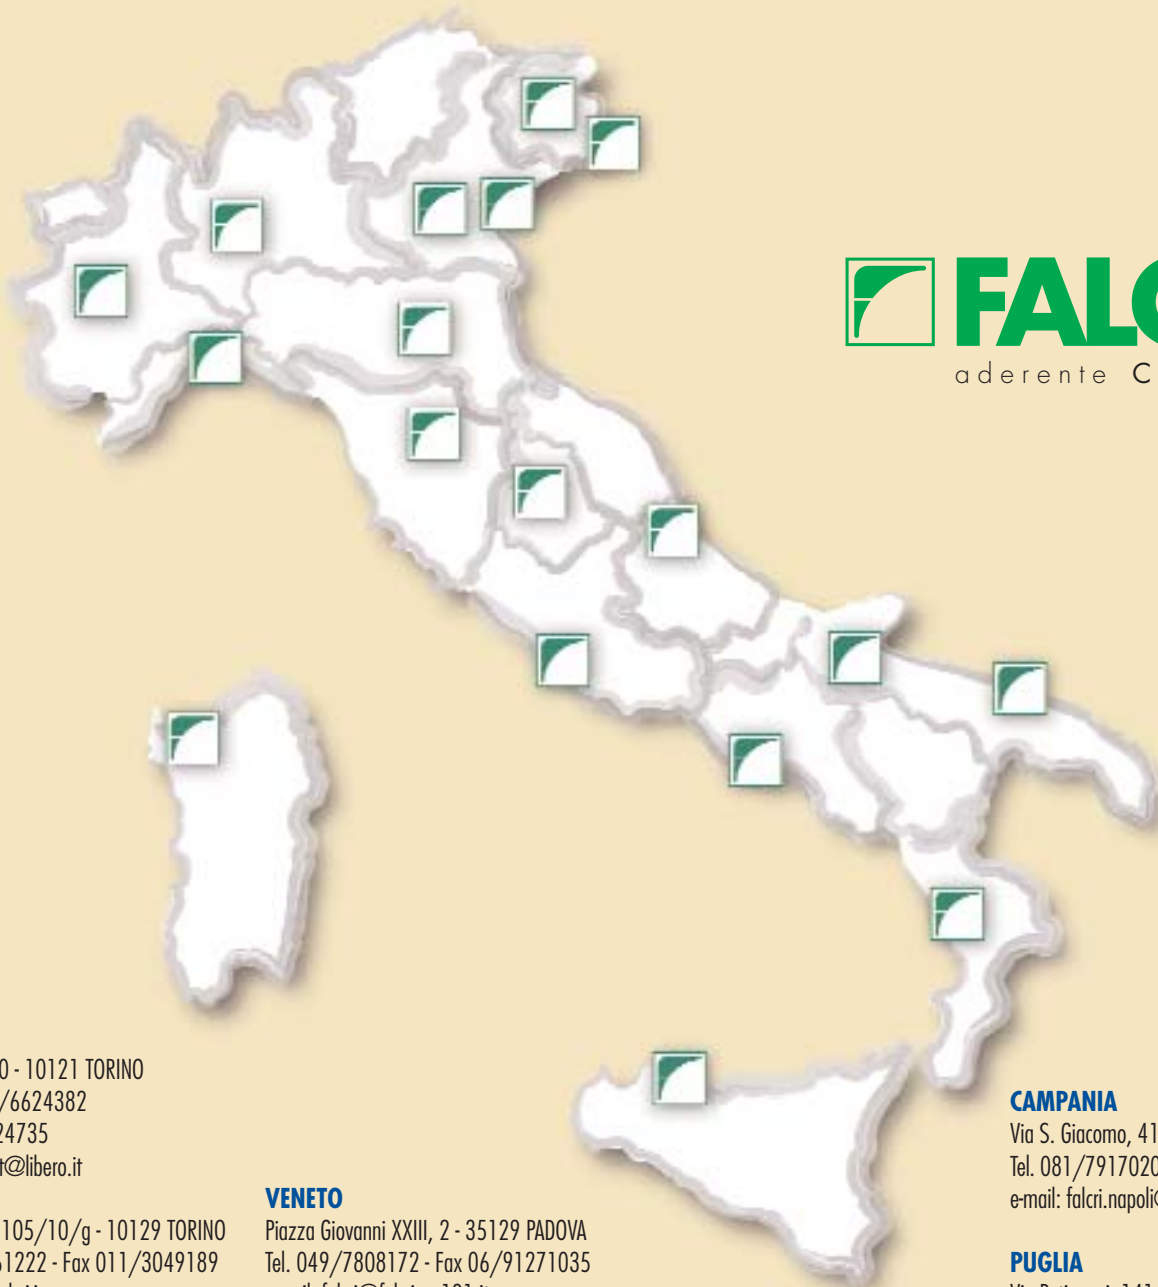 FALC
aderente C
0 - 10121 TORINO
/6624382
24735
t@libero.it
105/10/g - 10129 TORINO
1222 - Fax 011/3049189
VENETO
Piazza Giovanni XXIII, 2 - 35129 PADOVA
Tel. 049/7808172 - Fax 06/91271035
CAMPANIA
Via S. Giacomo, 41
Tel. 081/7917020
e-mail: falcri.napoli@
PUGLIA